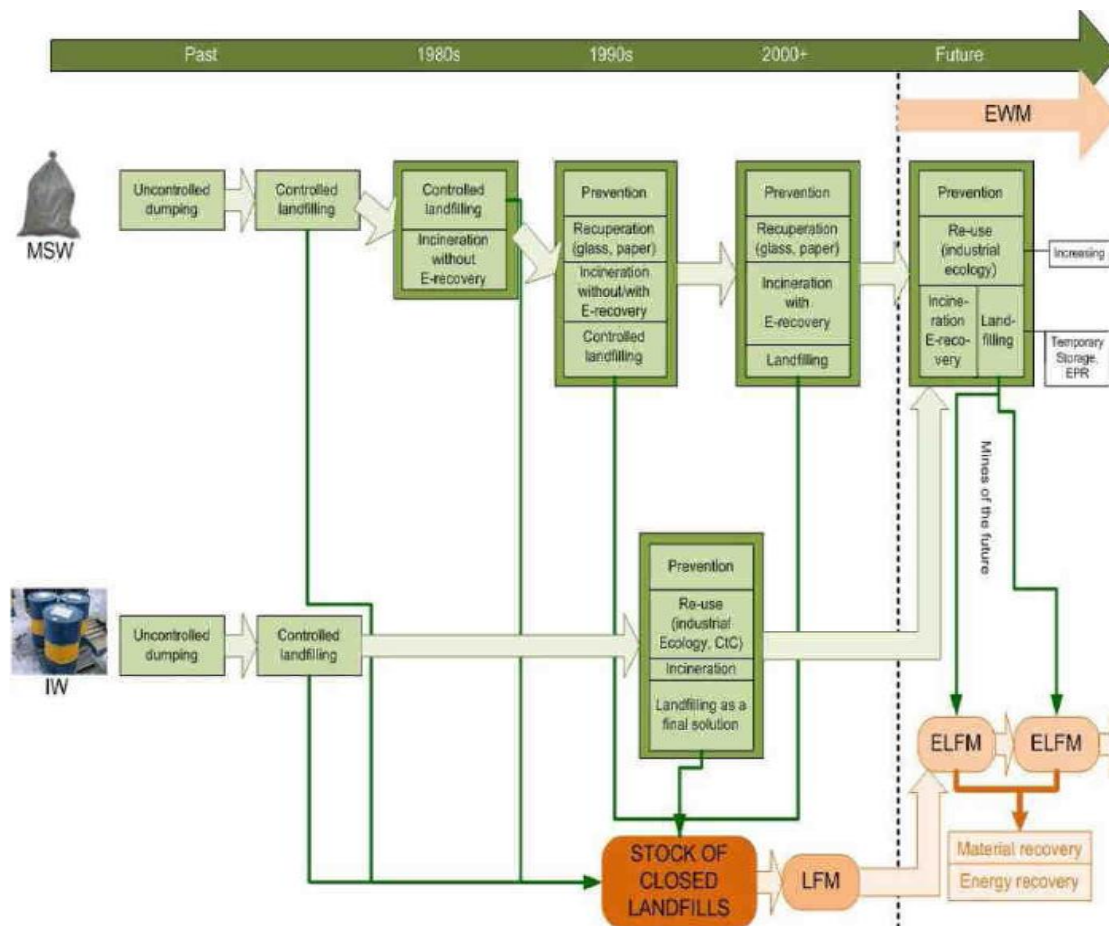 Past
1980s
1990s
2000+
Future
EWM
MSW
Uncontrolled
dumping
Controlled
landfilling
Controlled
landfilling
Incineration
without
E-recovery
Prevention
Recuperation
(glass, paper)
Incineration
without/with
E-recovery
Controlled
landfilling
Prevention
Recuperation
(glass, paper)
Incineration
with
E-recovery
Landfilling
Prevention
Re-use
(industrial
ecology)
Incine-
ration
E-reco-
very
Land-
filling
Increasing
Temporary
Storage,
EPR
Mines of the future
IW
Uncontrolled
dumping
Controlled
landfilling
Prevention
Re-use
(industrial
Ecology, CtC)
Incineration
Landfilling as a
final solution
ELFM
ELFM
STOCK OF
CLOSED
LANDFILLS
LFM
Material recovery
Energy recovery